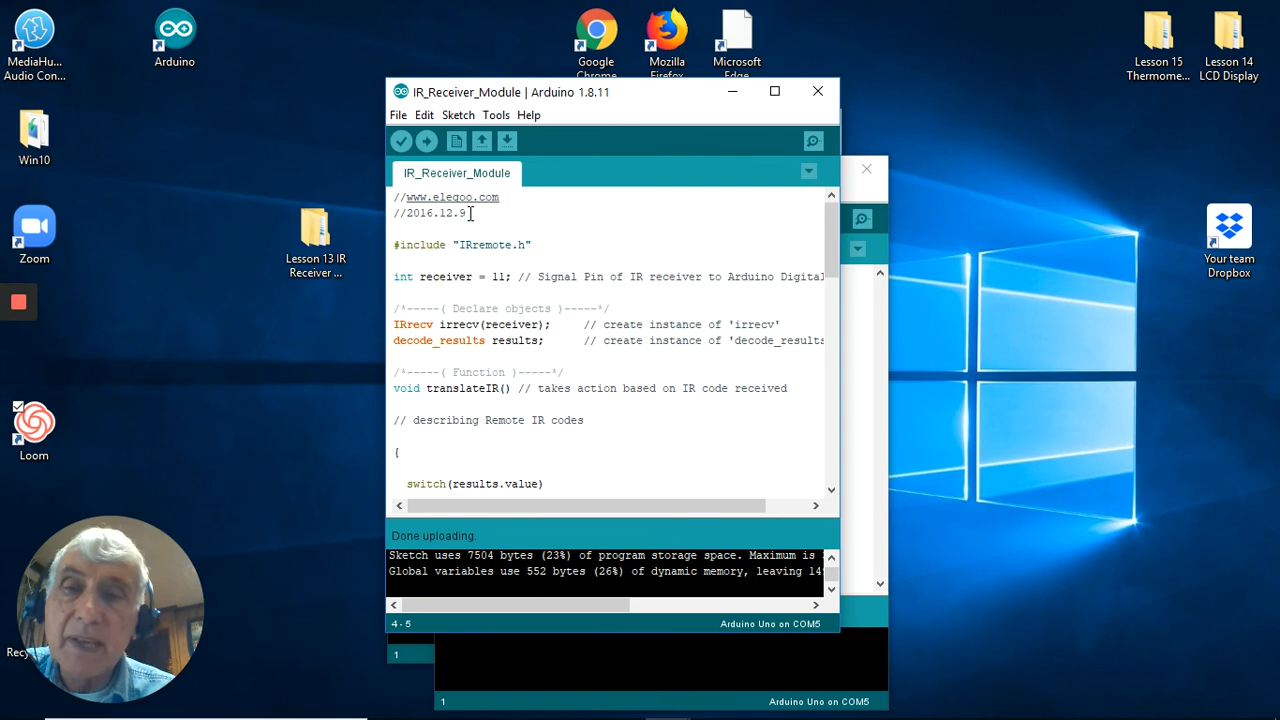 MediaHu...
Audio Con...
Arduino
Google
Chrome
Mozilla
Firefox
Microsoft
Edge
Lesson 15
Thermome...
Lesson 14
LCD Display
Win10
Zoom
Lesson 13 IR
Receiver ...
Loom
Your team
Dropbox
IR_Receiver_Module | Arduino 1.8.11
File Edit Sketch Tools Help
IR_Receiver_Module
//www.elegoo.com
//2016.12.9
#include "IRremote.h"
int receiver = 11; // Signal Pin of IR receiver to Arduino Digital
/*-----( Declare objects )-----*/
IRrecv irrecv(receiver);     // create instance of 'irrecv'
decode_results results;      // create instance of 'decode_results
/*-----( Function )-----*/
void translateIR() // takes action based on IR code received
// describing Remote IR codes
{
switch(results.value)
Done uploading.
Sketch uses 7504 bytes (23%) of program storage space. Maximum is
Global variables use 552 bytes (26%) of dynamic memory, leaving 14
4 - 5
Arduino Uno on COM5
1
1
Arduino Uno on COM5
Recy